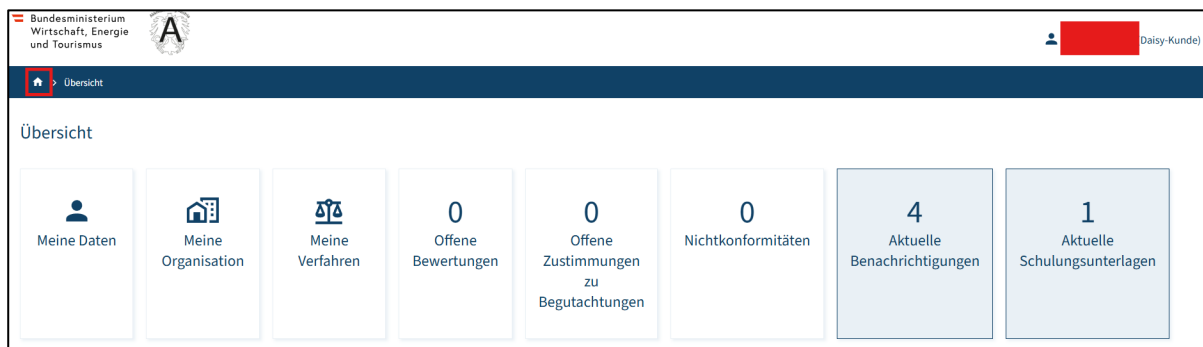 Bundesministerium
Wirtschaft, Energie
und Tourismus
A
Daisy-Kunde)
> Übersicht
Übersicht
Meine Daten
Meine
Organisation
Meine
Verfahren
0
Offene
Bewertungen
0
Offene
Zustimmungen
zu
Begutachtungen
0
Nichtkonformitäten
4
Aktuelle
Benachrichtigungen
1
Aktuelle
Schulungsunterlagen